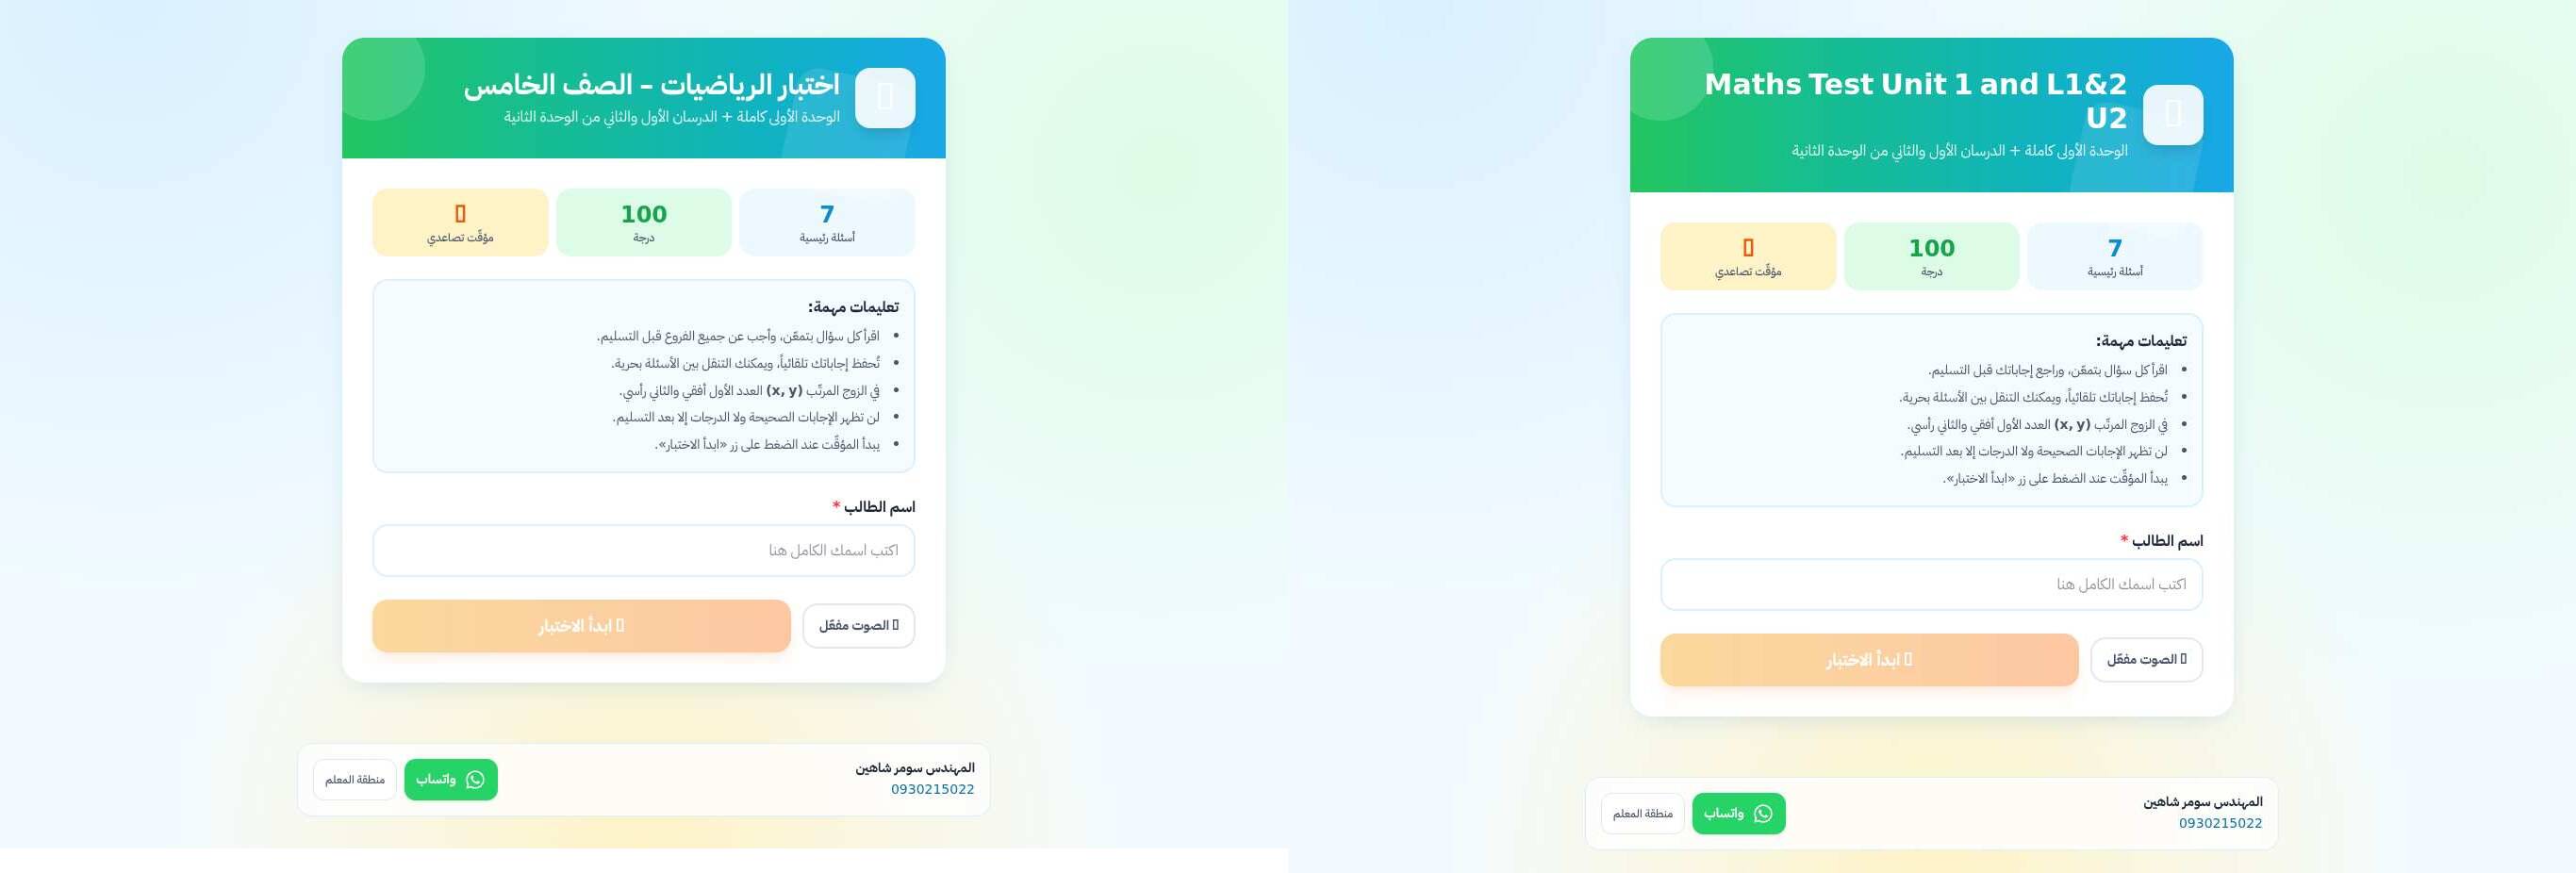 اختبار الرياضيات – الصف الخامس
الوحدة الأولى كاملة + الدرسان الأول والثاني من الوحدة الثانية
7
أسئلة رئيسية
100
درجة
مؤقّت تصاعدي
تعليمات مهمة:
• اقرأ كل سؤال بتمعّن، وأجب عن جميع الفروع قبل التسليم.
• تُحفظ إجاباتك تلقائياً، ويمكنك التنقل بين الأسئلة بحرية.
• في الزوج المرتّب (x, y) العدد الأول أفقي والثاني رأسي.
• لن تظهر الإجابات الصحيحة ولا الدرجات إلا بعد التسليم.
• يبدأ المؤقّت عند الضغط على زر «ابدأ الاختبار».
اسم الطالب *
اكتب اسمك الكامل هنا
الصوت مفعّل
ابدأ الاختبار
المهندس سومر شاهين
0930215022
واتساب
منطقة المعلم
Maths Test Unit 1 and L1&2
U2
الوحدة الأولى كاملة + الدرسان الأول والثاني من الوحدة الثانية
7
أسئلة رئيسية
100
درجة
مؤقّت تصاعدي
تعليمات مهمة:
• اقرأ كل سؤال بتمعّن، وراجع إجاباتك قبل التسليم.
• تُحفظ إجاباتك تلقائياً، ويمكنك التنقل بين الأسئلة بحرية.
• في الزوج المرتّب (x, y) العدد الأول أفقي والثاني رأسي.
• لن تظهر الإجابات الصحيحة ولا الدرجات إلا بعد التسليم.
• يبدأ المؤقّت عند الضغط على زر «ابدأ الاختبار».
اسم الطالب *
اكتب اسمك الكامل هنا
الصوت مفعّل
ابدأ الاختبار
المهندس سومر شاهين
0930215022
واتساب
منطقة المعلم